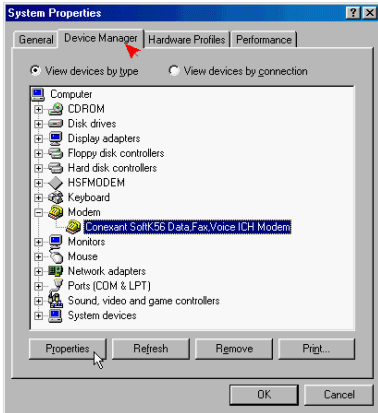 System Properties
General Device Manager Hardware Profiles Performance
View devices by type View devices by connection
Computer
CDROM
Disk drives
Display adapters
Floppy disk controllers
Hard disk controllers
HSFMODEM
Keyboard
Modem
Conexant SoftK56 Data,Fax,Voice ICH Modem
Monitors
Mouse
Network adapters
Ports (COM & LPT)
Sound, video and game controllers
System devices
Properties Refresh Remove Print...
OK Cancel